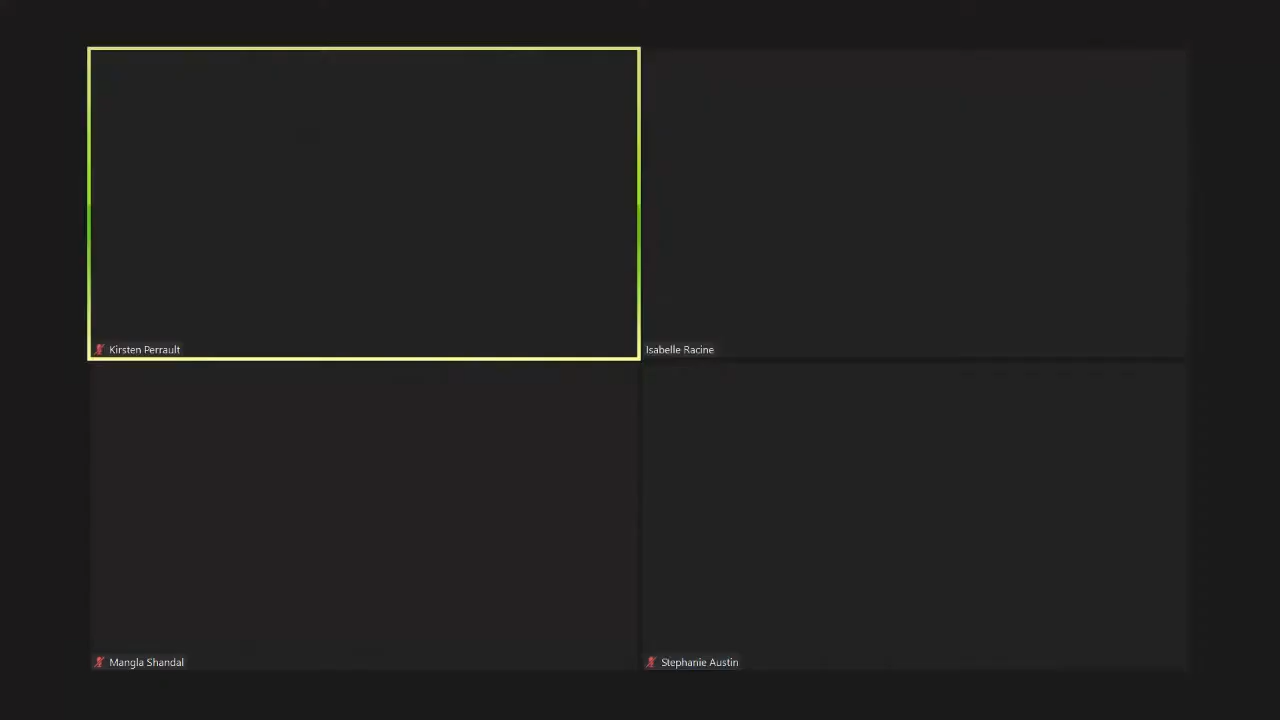 Kirsten Perrault
Isabelle Racine
Mangla Shandal
Stephanie Austin